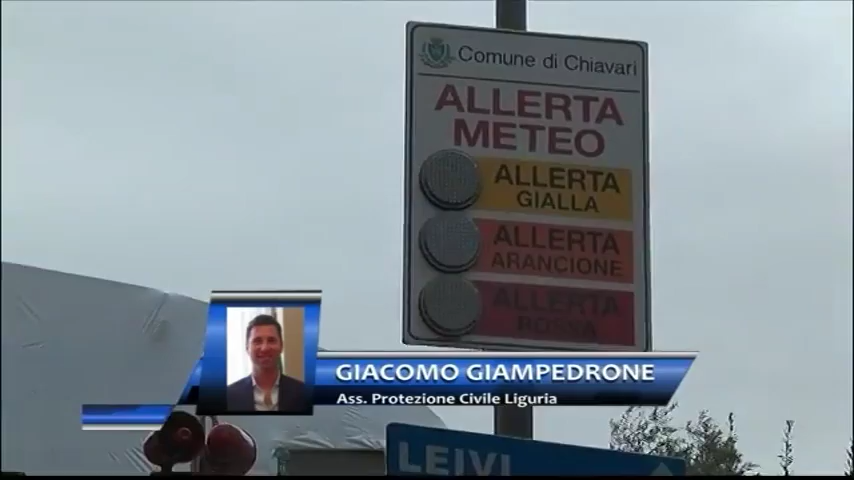 Comune di Chiavari
ALLERTA
METEO
ALLERTA
GIALLA
ALLERTA
ARANCIONE
ALLERTA
ROSSA
GIACOMO GIAMPEDRONE
Ass. Protezione Civile Liguria
LEIVI